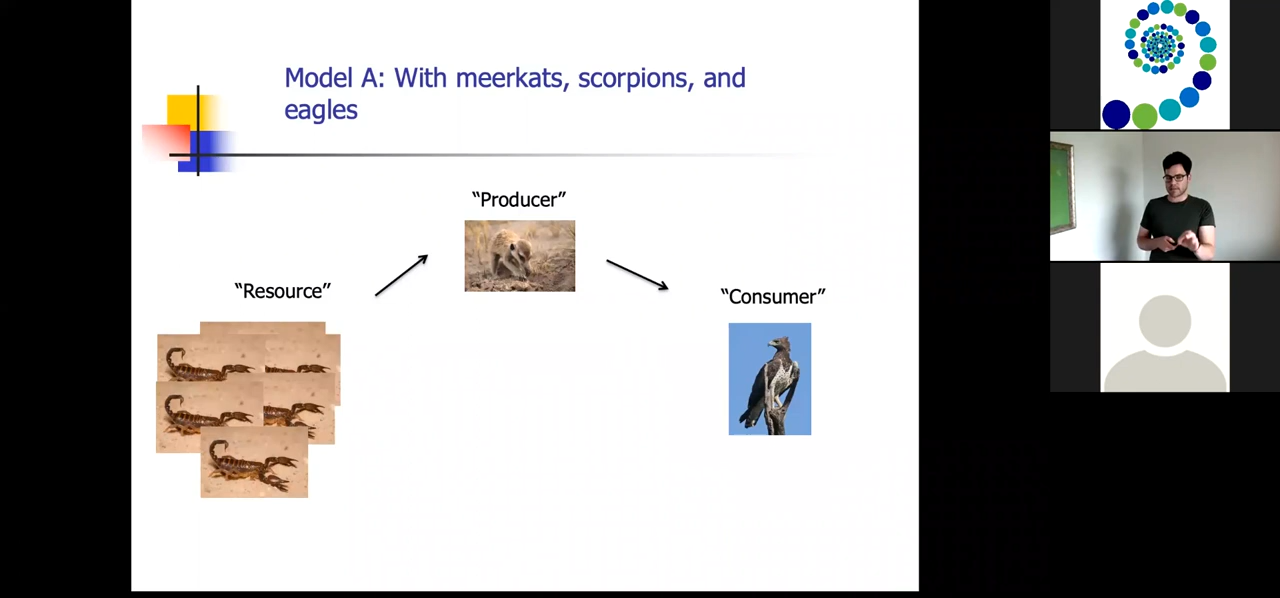 Model A: With meerkats, scorpions, and
eagles
“Producer”
“Resource”
“Consumer”